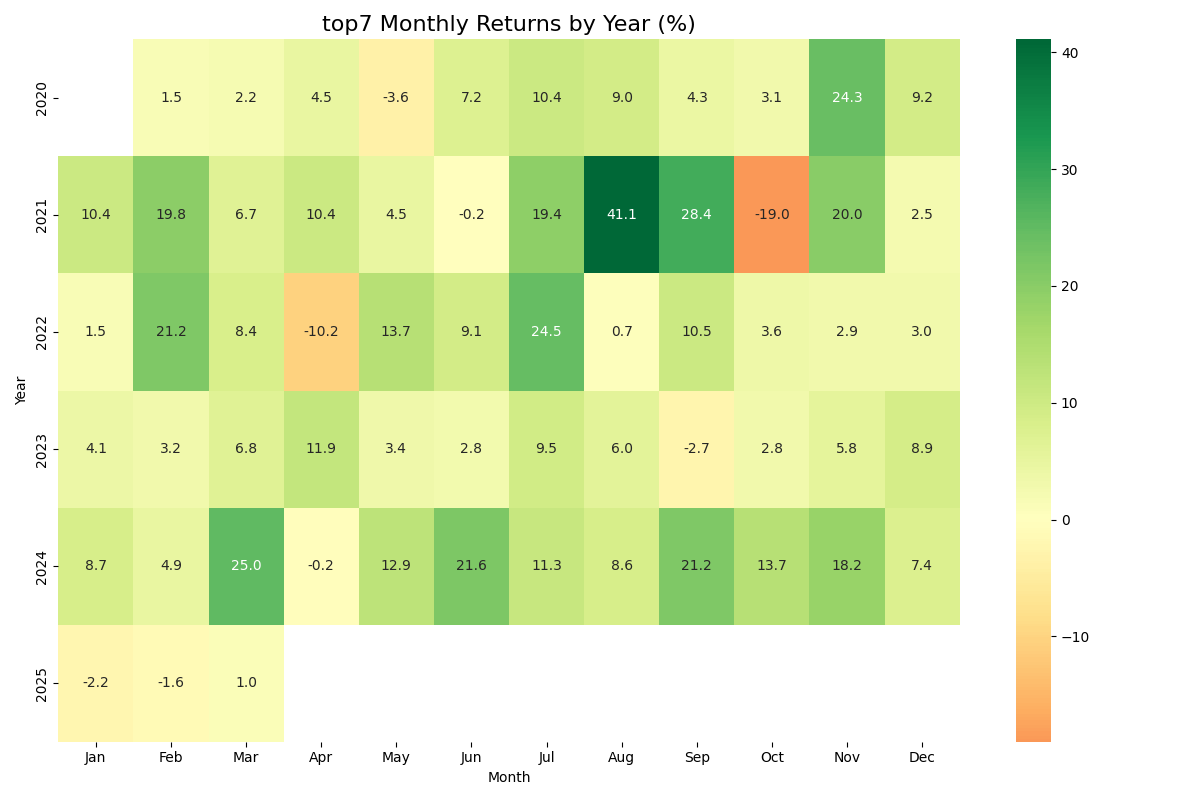 top7 Monthly Returns by Year (%)
2020 1.5 2.2 4.5 -3.6 7.2 10.4 9.0 4.3 3.1 24.3 9.2
2021 10.4 19.8 6.7 10.4 4.5 -0.2 19.4 41.1 28.4 -19.0 20.0 2.5
2022 1.5 21.2 8.4 -10.2 13.7 9.1 24.5 0.7 10.5 3.6 2.9 3.0
2023 4.1 3.2 6.8 11.9 3.4 2.8 9.5 6.0 -2.7 2.8 5.8 8.9
2024 8.7 4.9 25.0 -0.2 12.9 21.6 11.3 8.6 21.2 13.7 18.2 7.4
2025 -2.2 -1.6 1.0
Year
Jan Feb Mar Apr May Jun Jul Aug Sep Oct Nov Dec
Month
40
30
20
10
0
−10